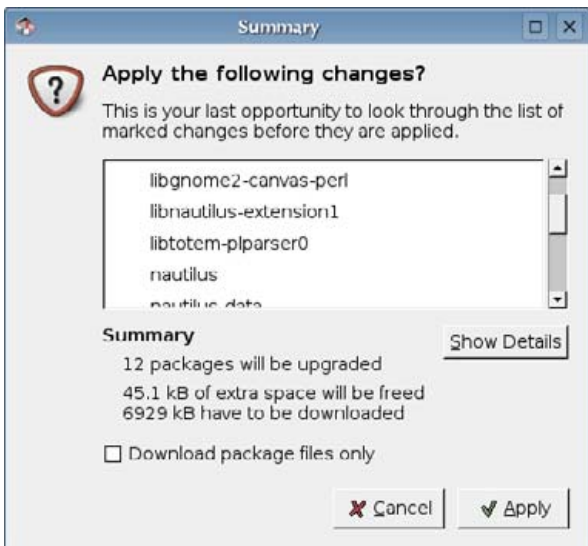 Summary
Apply the following changes?
This is your last opportunity to look through the list of
marked changes before they are applied.
libgnome2-canvas-perl
libnautilus-extension1
libtotem-plparser0
nautilus
nautilus-data
Summary
Show Details
12 packages will be upgraded
45.1 kB of extra space will be freed
6929 kB have to be downloaded
Download package files only
Cancel
Apply